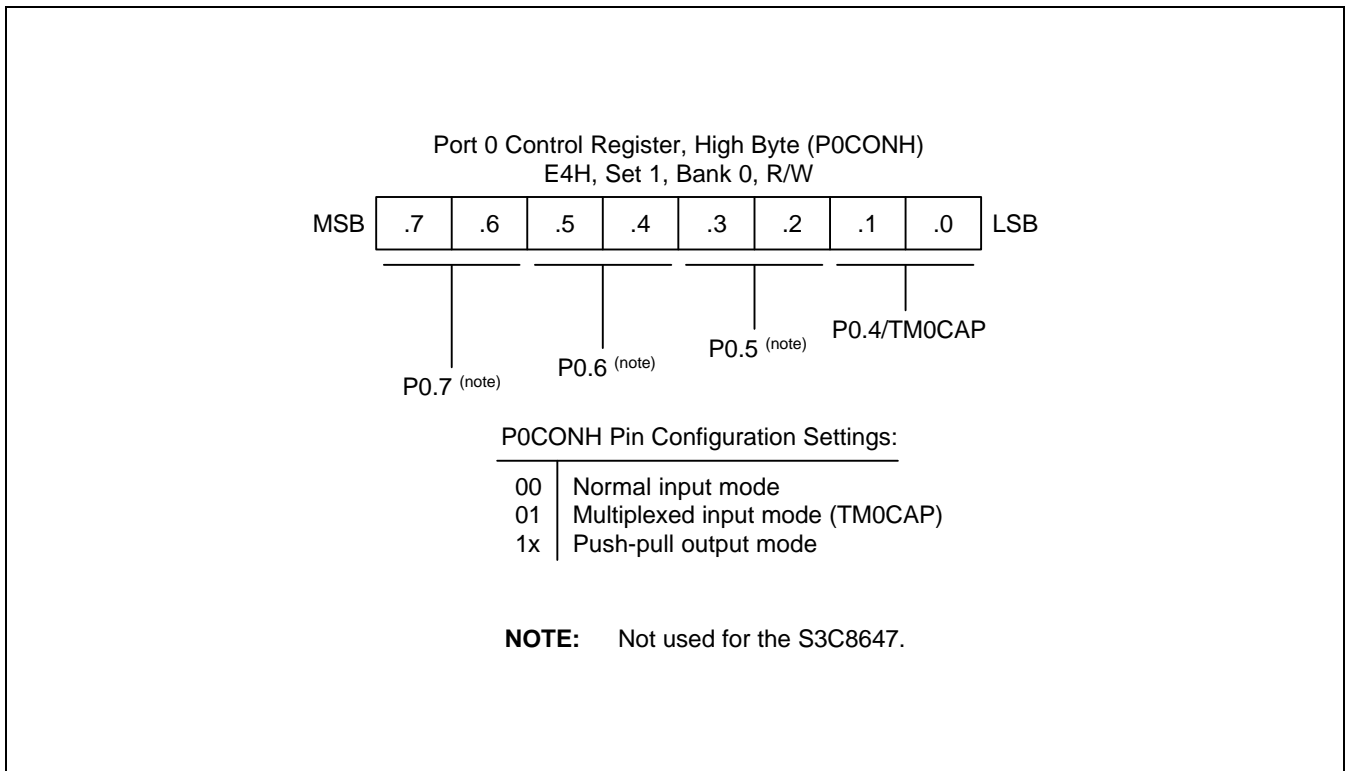 Port 0 Control Register, High Byte (P0CONH)
E4H, Set 1, Bank 0, R/W
MSB .7 .6 .5 .4 .3 .2 .1 .0 LSB
P0.7 (note)
P0.6 (note)
P0.5 (note)
P0.4/TM0CAP
P0CONH Pin Configuration Settings:
00 Normal input mode
01 Multiplexed input mode (TM0CAP)
1x Push-pull output mode
NOTE: Not used for the S3C8647.